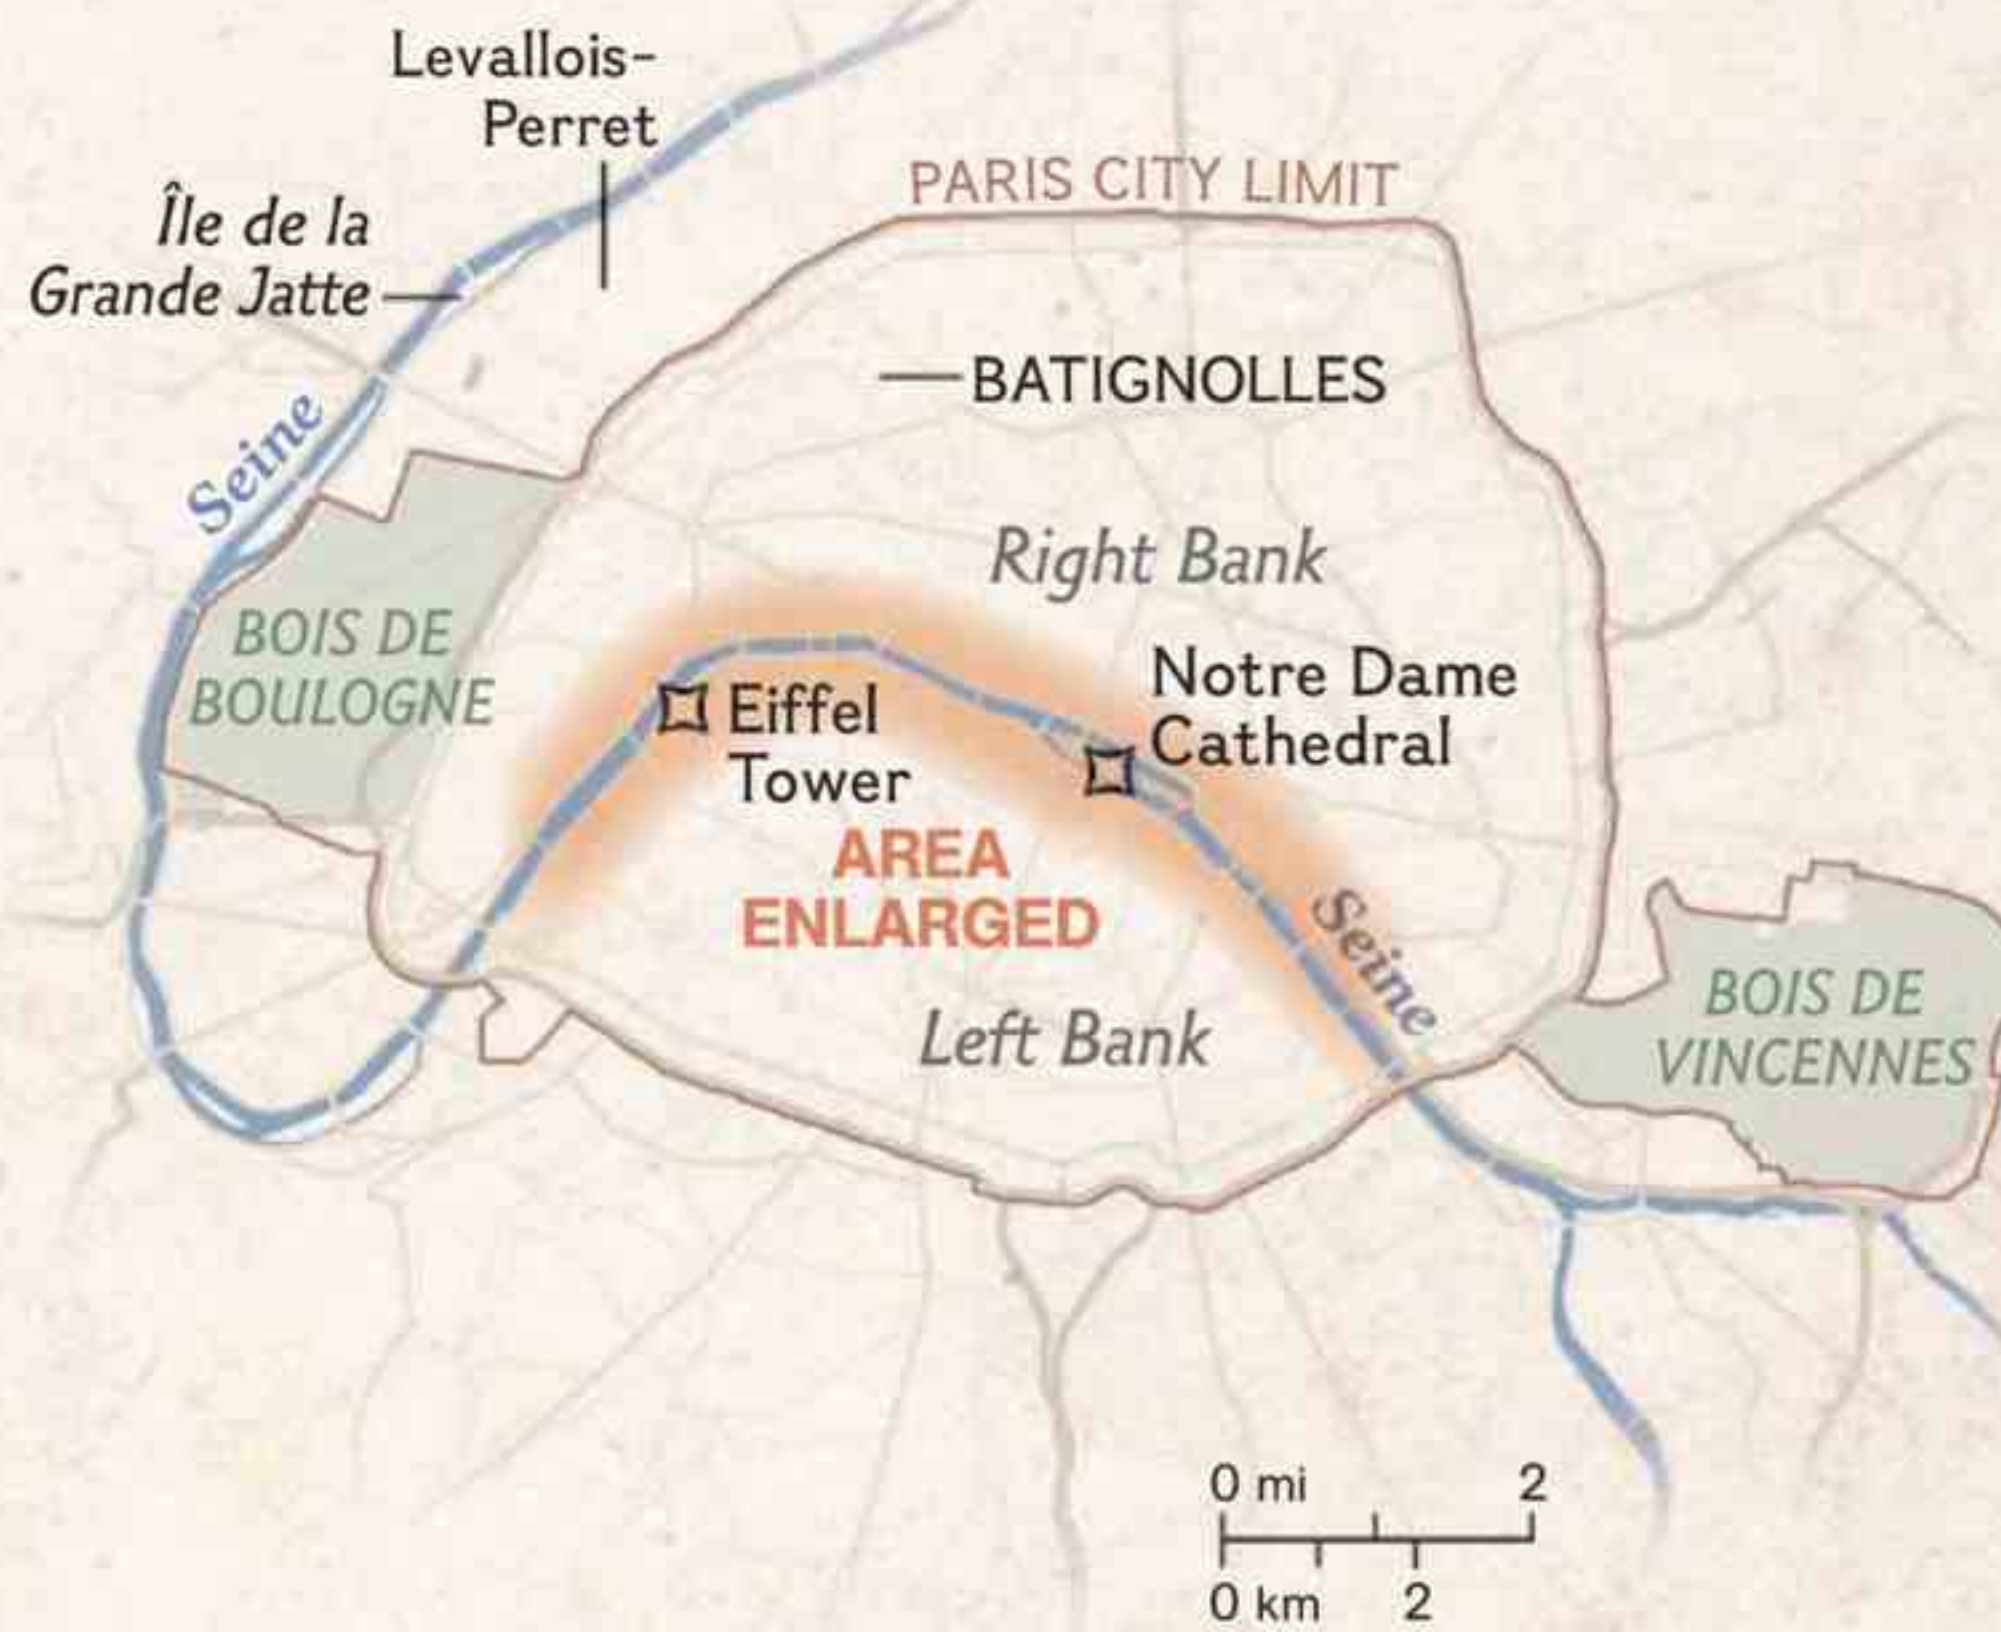 Levallois-
Perret
Île de la
Grande Jatte
PARIS CITY LIMIT
BATIGNOLLES
Seine
Right Bank
BOIS DE
BOULOGNE
Eiffel
Tower
Notre Dame
Cathedral
AREA
ENLARGED
Seine
Left Bank
BOIS DE
VINCENNES
0 mi 2
0 km 2